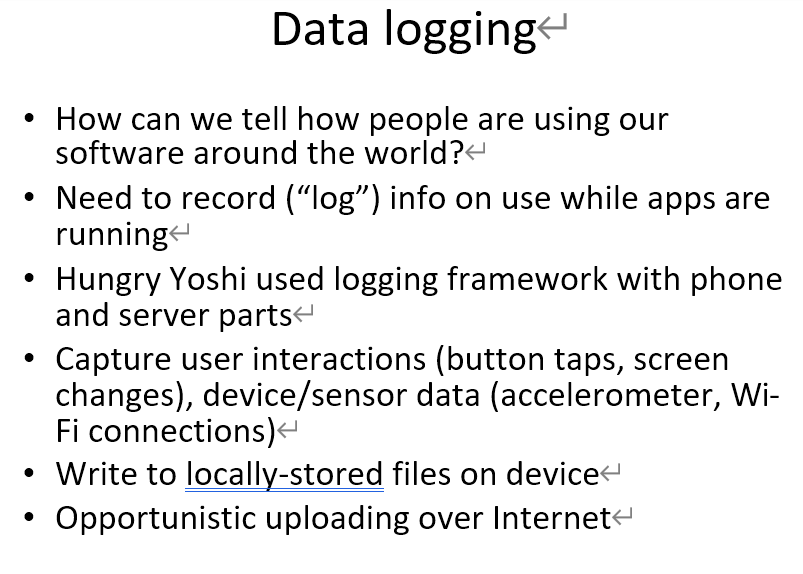 Data logging↵
• How can we tell how people are using our
software around the world?↵
• Need to record (“log”) info on use while apps are
running↵
• Hungry Yoshi used logging framework with phone
and server parts↵
• Capture user interactions (button taps, screen
changes), device/sensor data (accelerometer, Wi-
Fi connections)↵
• Write to locally-stored files on device↵
• Opportunistic uploading over Internet↵